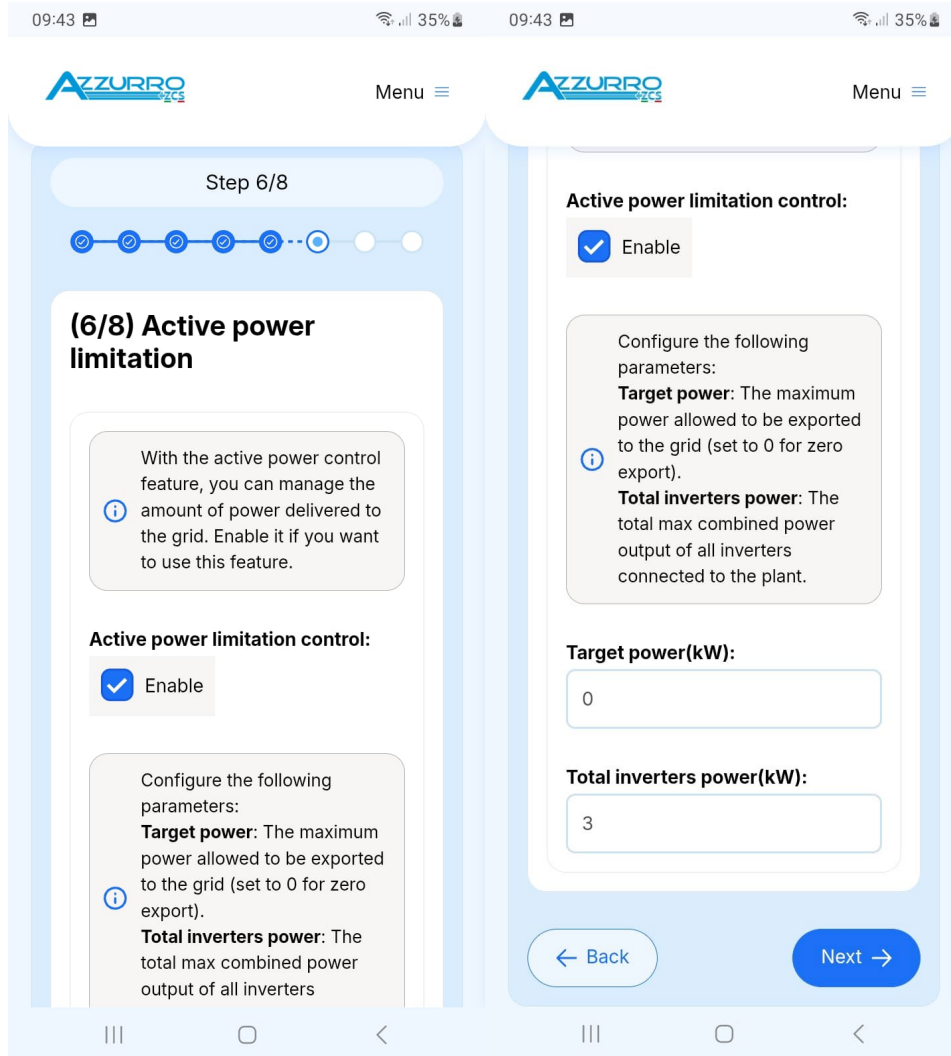 09:43
35%
AZZURRO
ZCS
Menu
Step 6/8
(6/8) Active power
limitation
With the active power control
feature, you can manage the
amount of power delivered to
the grid. Enable it if you want
to use this feature.
Active power limitation control:
Enable
Configure the following
parameters:
Target power: The maximum
power allowed to be exported
to the grid (set to 0 for zero
export).
Total inverters power: The
total max combined power
output of all inverters
09:43
35%
AZZURRO
ZCS
Menu
Active power limitation control:
Enable
Configure the following
parameters:
Target power: The maximum
power allowed to be exported
to the grid (set to 0 for zero
export).
Total inverters power: The
total max combined power
output of all inverters
connected to the plant.
Target power(kW):
0
Total inverters power(kW):
3
Back
Next